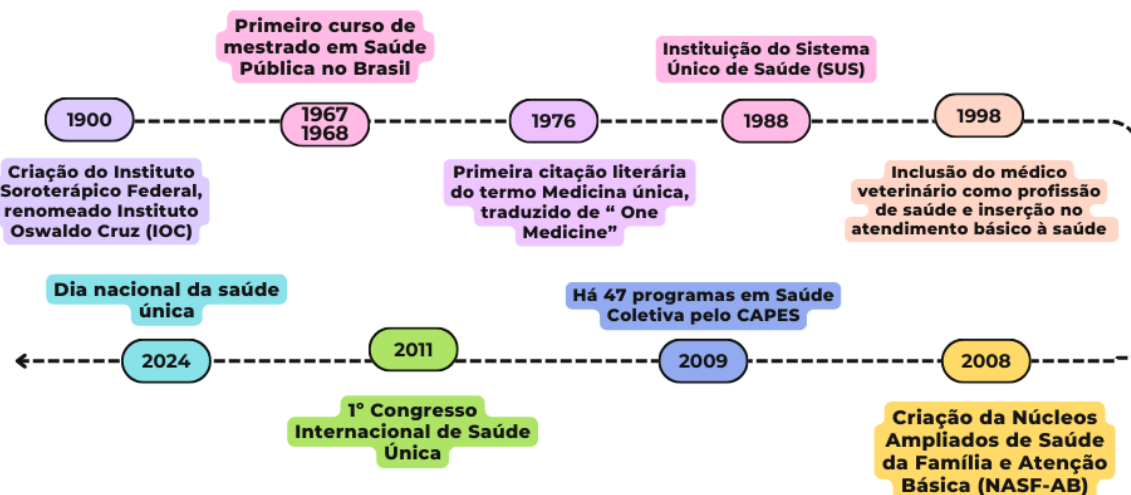 Primeiro curso de
mestrado em Saúde
Pública no Brasil
Instituição do Sistema
Único de Saúde (SUS)
1900
1967
1968
1976
1988
1998
Criação do Instituto
Soroterápico Federal,
renomeado Instituto
Oswaldo Cruz (IOC)
Primeira citação literária
do termo Medicina única,
traduzido de “ One
Medicine”
Inclusão do médico
veterinário como profissão
de saúde e inserção no
atendimento básico à saúde
Dia nacional da saúde
única
Há 47 programas em Saúde
Coletiva pelo CAPES
2024
2011
2009
2008
1º Congresso
Internacional de Saúde
Única
Criação da Núcleos
Ampliados de Saúde
da Família e Atenção
Básica (NASF-AB)